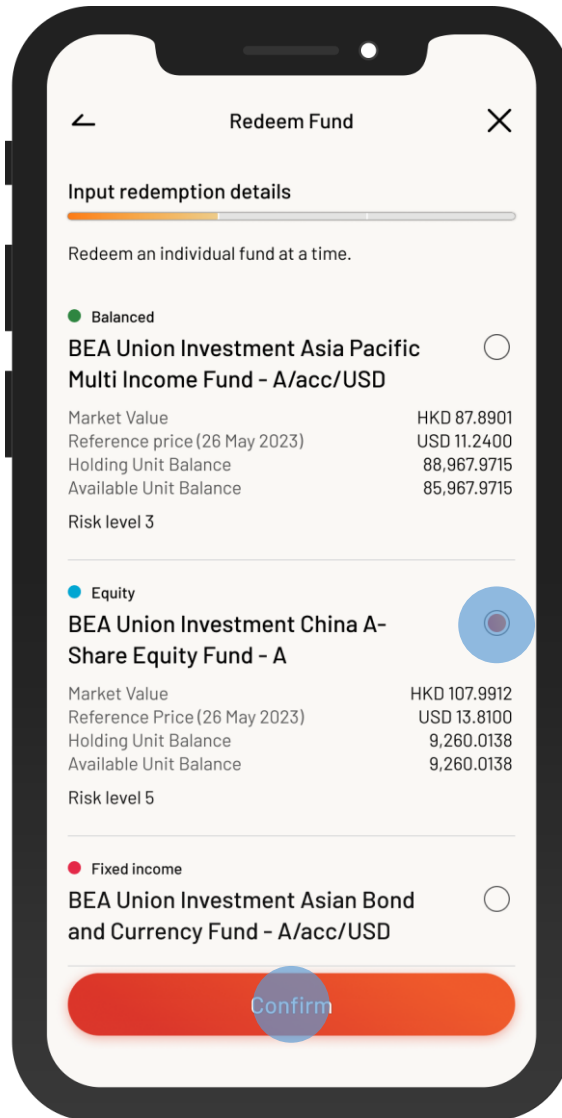 Redeem Fund
Input redemption details
Redeem an individual fund at a time.
Balanced
BEA Union Investment Asia Pacific
Multi Income Fund - A/acc/USD
Market Value HKD 87.8901
Reference price (26 May 2023) USD 11.2400
Holding Unit Balance 88,967.9715
Available Unit Balance 85,967.9715
Risk level 3
Equity
BEA Union Investment China A-
Share Equity Fund - A
Market Value HKD 107.9912
Reference Price (26 May 2023) USD 13.8100
Holding Unit Balance 9,260.0138
Available Unit Balance 9,260.0138
Risk level 5
Fixed income
BEA Union Investment Asian Bond
and Currency Fund - A/acc/USD
Confirm